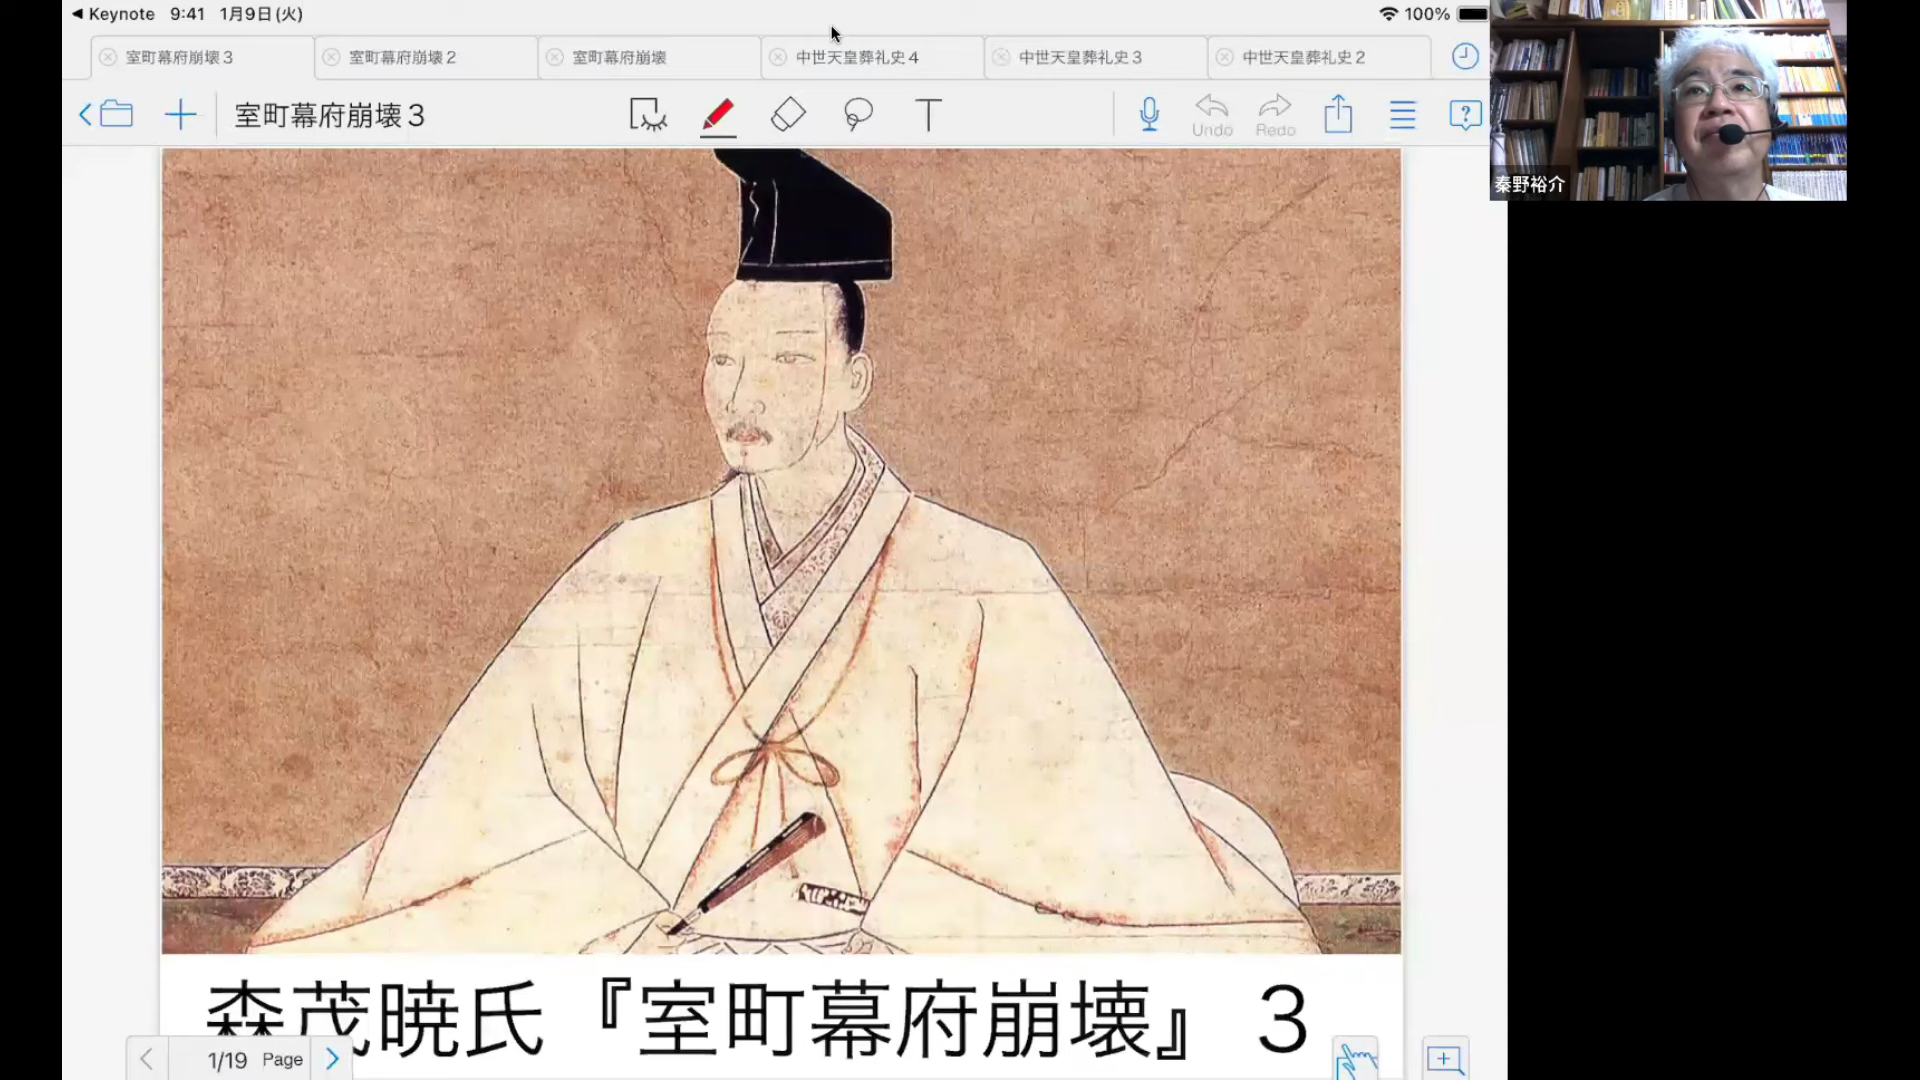 Keynote 9:41 1月9日(火) 100%
室町幕府崩壊3 室町幕府崩壊2 室町幕府崩壊 中世天皇葬礼史4 中世天皇葬礼史3 中世天皇葬礼史2
室町幕府崩壊3 Undo Redo
秦野裕介
森茂暁氏『室町幕府崩壊』 3
1/19 Page